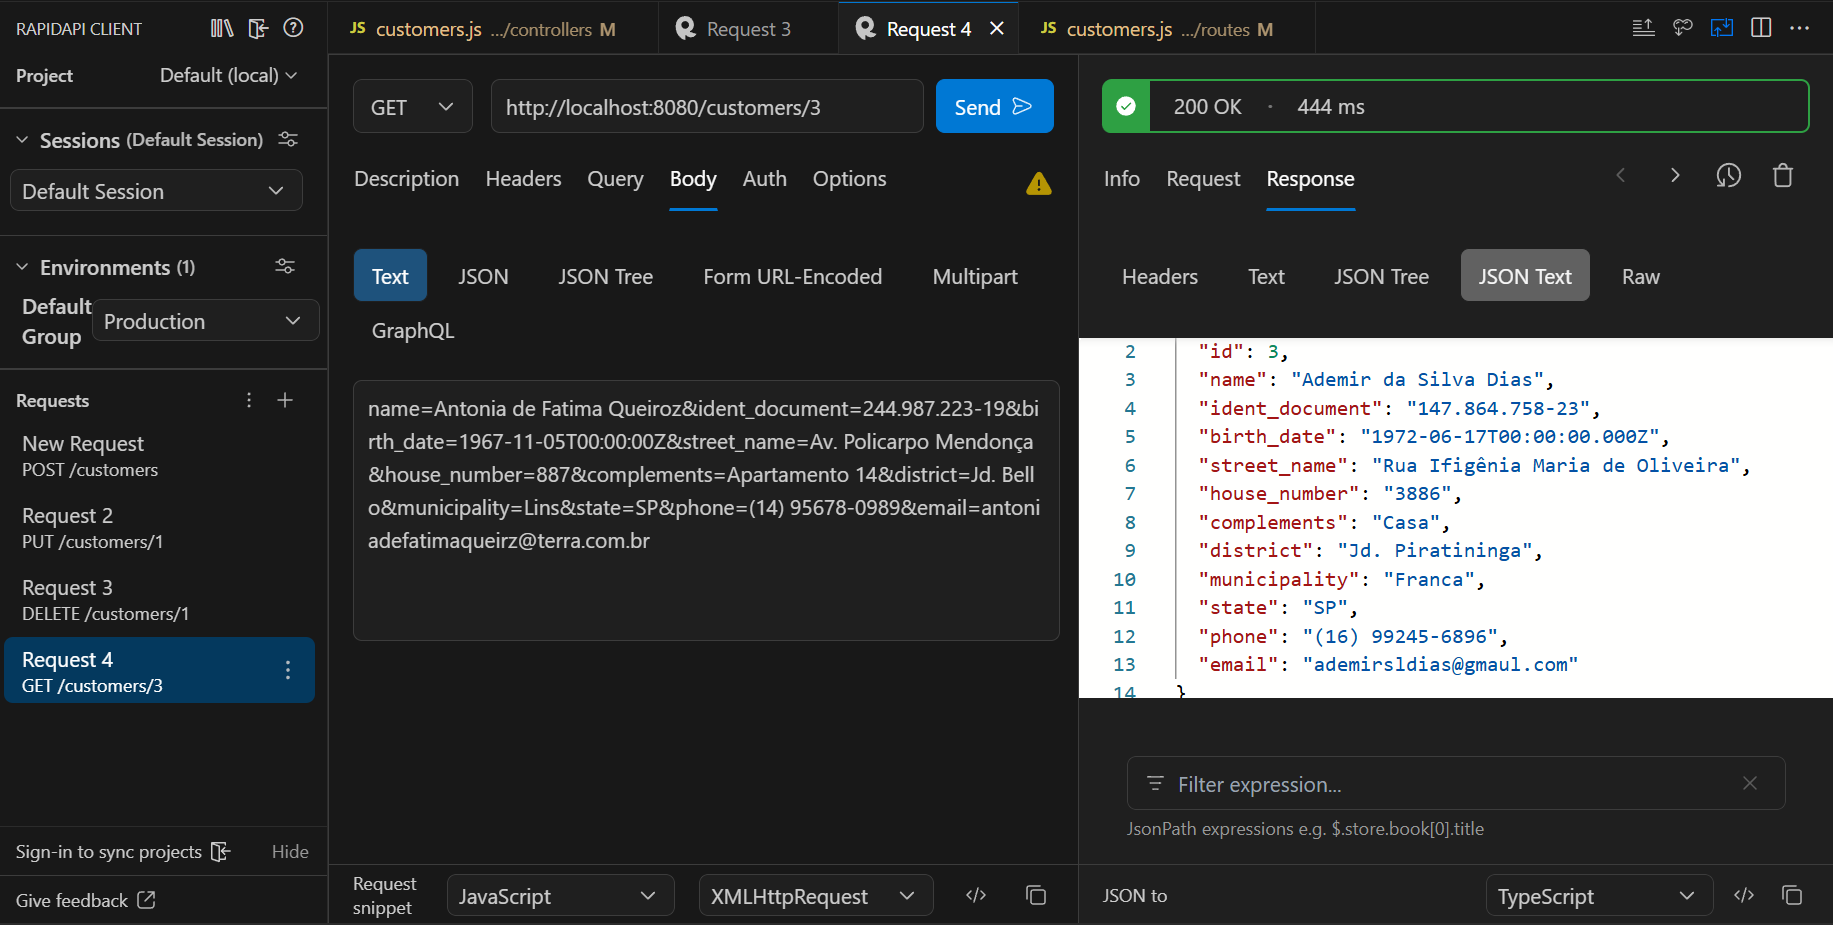 RAPIDAPI CLIENT
Project
Default (local)
Sessions (Default Session)
Default Session
Environments (1)
Default
Group
Production
Requests
New Request
POST /customers
Request 2
PUT /customers/1
Request 3
DELETE /customers/1
Request 4
GET /customers/3
Sign-in to sync projects
Hide
Give feedback
JS customers.js .../controllers M
Request 3
Request 4
JS customers.js .../routes M
GET
http://localhost:8080/customers/3
Send
Description Headers Query Body Auth Options
Text JSON JSON Tree Form URL-Encoded Multipart
GraphQL
name=Antonia de Fatima Queiroz&ident_document=244.987.223-19&bi
rth_date=1967-11-05T00:00:00Z&street_name=Av. Policarpo Mendonça
&house_number=887&complements=Apartamento 14&district=Jd. Bell
o&municipality=Lins&state=SP&phone=(14) 95678-0989&email=antoni
adefatimaqueirz@terra.com.br
Request
snippet
JavaScript
XMLHttpRequest
200 OK · 444 ms
Info Request Response
Headers Text JSON Tree JSON Text Raw
2 "id": 3,
3 "name": "Ademir da Silva Dias",
4 "ident_document": "147.864.758-23",
5 "birth_date": "1972-06-17T00:00:00.000Z",
6 "street_name": "Rua Ifigênia Maria de Oliveira",
7 "house_number": "3886",
8 "complements": "Casa",
9 "district": "Jd. Piratininga",
10 "municipality": "Franca",
11 "state": "SP",
12 "phone": "(16) 99245-6896",
13 "email": "ademirsldias@gmaul.com"
14 }
Filter expression...
JsonPath expressions e.g. $.store.book[0].title
JSON to
TypeScript